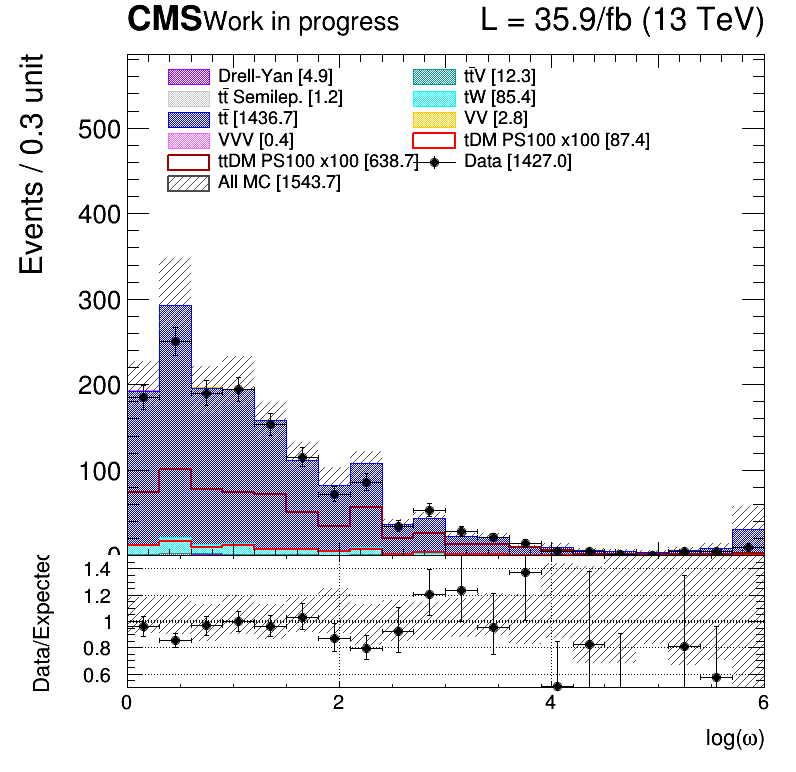 CMS Work in progress L = 35.9/fb (13 TeV)
Events / 0.3 unit
Drell-Yan [4.9] tt̄V [12.3]
tt̄ Semilep. [1.2] tW [85.4]
tt̄ [1436.7] VV [2.8]
VVV [0.4] tDM PS100 x100 [87.4]
ttDM PS100 x100 [638.7] Data [1427.0]
All MC [1543.7]
500
400
300
200
100
0
Data/Expected
1.4
1.2
1
0.8
0.6
0 2 4 6
log(ω)